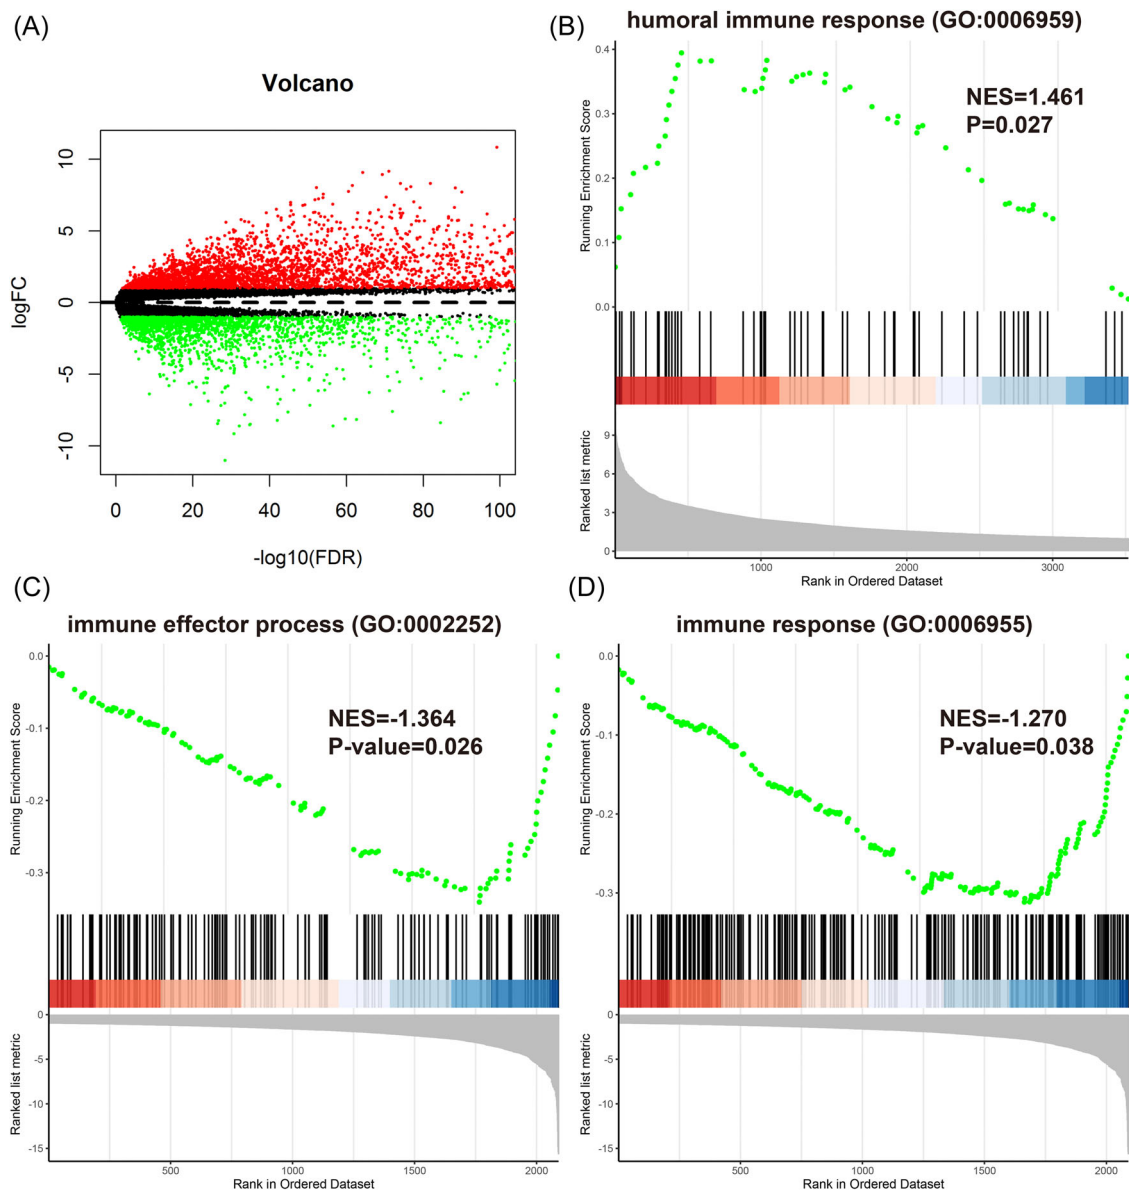 (A)
Volcano
logFC
10
5
0
-5
-10
0
20
40
60
80
100
-log10(FDR)
(B)
humoral immune response (GO:0006959)
Running Enrichment Score
0.4
0.3
0.2
0.1
0.0
NES=1.461
P=0.027
Ranked list metric
9
6
3
0
1000
2000
3000
Rank in Ordered Dataset
(C)
immune effector process (GO:0002252)
Running Enrichment Score
0.0
-0.1
-0.2
-0.3
NES=-1.364
P-value=0.026
Ranked list metric
0
-5
-10
-15
500
1000
1500
2000
Rank in Ordered Dataset
(D)
immune response (GO:0006955)
Running Enrichment Score
0.0
-0.1
-0.2
-0.3
NES=-1.270
P-value=0.038
Ranked list metric
0
-5
-10
-15
500
1000
1500
2000
Rank in Ordered Dataset